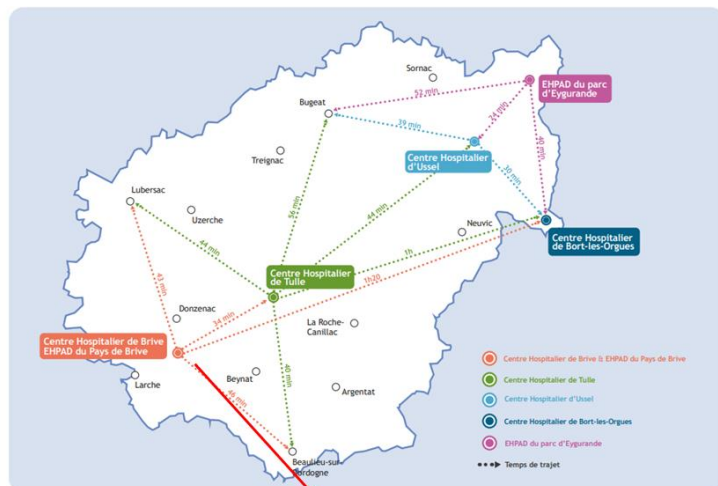 Sornac
EHPAD du parc
d'Eygurande
52 min
Bugeat
24 min
39 min
40 min
Treignac
Centre Hospitalier
d'Ussel
30 min
Lubersac
56 min
44 min
Uzerche
Neuvic
Centre Hospitalier
de Bort-les-Orgues
44 min
1h
Centre Hospitalier
de Tulle
43 min
1h20
Donzenac
34 min
La Roche-
Canillac
Centre Hospitalier de Brive
EHPAD du Pays de Brive
Centre Hospitalier de Brive & EHPAD du Pays de Brive
Larche
Beynat
40 min
Centre Hospitalier de Tulle
Argentat
46 min
Centre Hospitalier d'Ussel
Centre Hospitalier de Bort-les-Orgues
EHPAD du parc d'Eygurande
Beaulieu-sur-
Dordogne
Temps de trajet